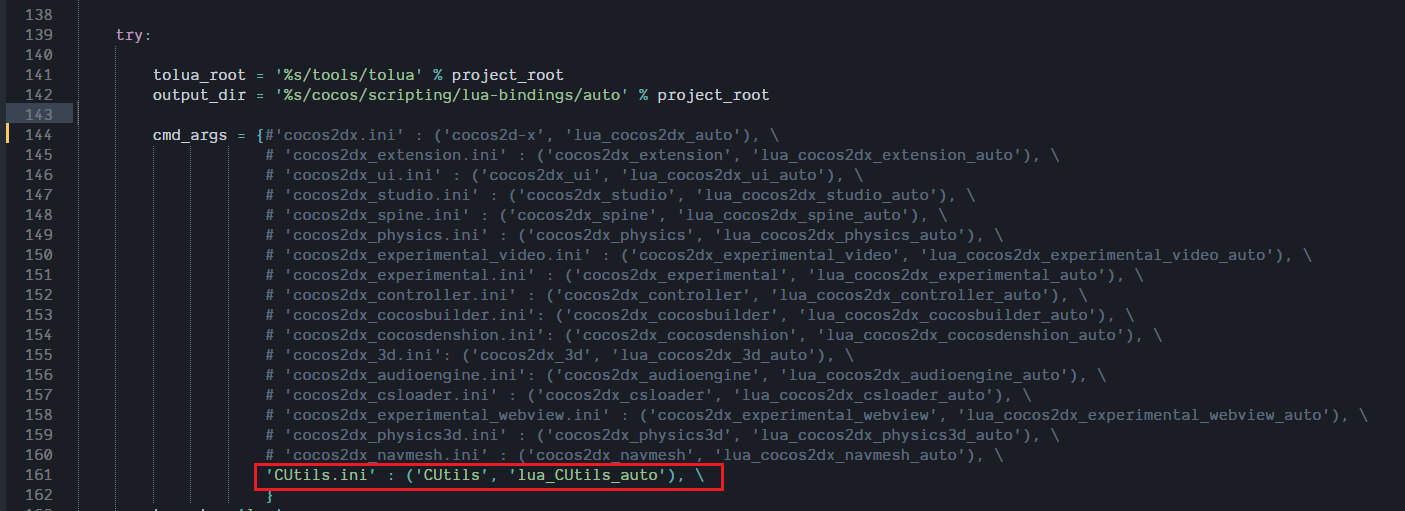 138
139 try:
140
141 tolua_root = '%s/tools/tolua' % project_root
142 output_dir = '%s/cocos/scripting/lua-bindings/auto' % project_root
143
144 cmd_args = {#'cocos2dx.ini' : ('cocos2d-x', 'lua_cocos2dx_auto'), \
145 # 'cocos2dx_extension.ini' : ('cocos2dx_extension', 'lua_cocos2dx_extension_auto'), \
146 # 'cocos2dx_ui.ini' : ('cocos2dx_ui', 'lua_cocos2dx_ui_auto'), \
147 # 'cocos2dx_studio.ini' : ('cocos2dx_studio', 'lua_cocos2dx_studio_auto'), \
148 # 'cocos2dx_spine.ini' : ('cocos2dx_spine', 'lua_cocos2dx_spine_auto'), \
149 # 'cocos2dx_physics.ini' : ('cocos2dx_physics', 'lua_cocos2dx_physics_auto'), \
150 # 'cocos2dx_experimental_video.ini' : ('cocos2dx_experimental_video', 'lua_cocos2dx_experimental_video_auto'), \
151 # 'cocos2dx_experimental.ini' : ('cocos2dx_experimental', 'lua_cocos2dx_experimental_auto'), \
152 # 'cocos2dx_controller.ini' : ('cocos2dx_controller', 'lua_cocos2dx_controller_auto'), \
153 # 'cocos2dx_cocosbuilder.ini': ('cocos2dx_cocosbuilder', 'lua_cocos2dx_cocosbuilder_auto'), \
154 # 'cocos2dx_cocosdenshion.ini': ('cocos2dx_cocosdenshion', 'lua_cocos2dx_cocosdenshion_auto'), \
155 # 'cocos2dx_3d.ini': ('cocos2dx_3d', 'lua_cocos2dx_3d_auto'), \
156 # 'cocos2dx_audioengine.ini': ('cocos2dx_audioengine', 'lua_cocos2dx_audioengine_auto'), \
157 # 'cocos2dx_csloader.ini' : ('cocos2dx_csloader', 'lua_cocos2dx_csloader_auto'), \
158 # 'cocos2dx_experimental_webview.ini' : ('cocos2dx_experimental_webview', 'lua_cocos2dx_experimental_webview_auto'), \
159 # 'cocos2dx_physics3d.ini' : ('cocos2dx_physics3d', 'lua_cocos2dx_physics3d_auto'), \
160 # 'cocos2dx_navmesh.ini' : ('cocos2dx_navmesh', 'lua_cocos2dx_navmesh_auto'), \
161 'CUtils.ini' : ('CUtils', 'lua_CUtils_auto'), \
162 }